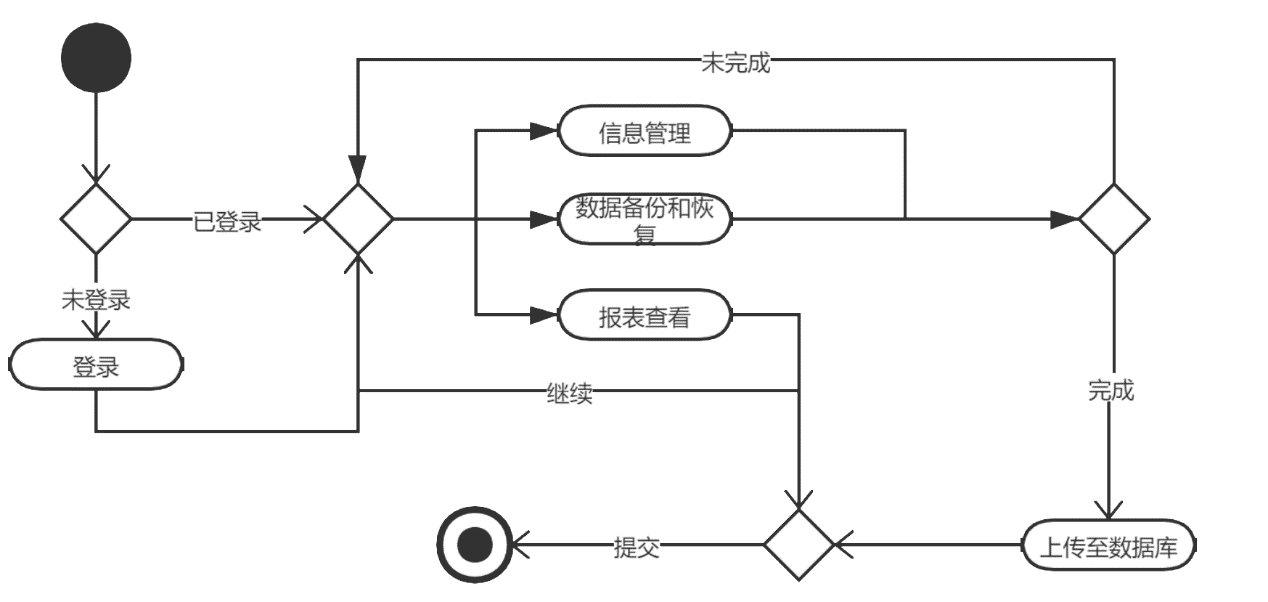 未完成
信息管理
数据备份和恢
复
已登录
未登录
报表查看
登录
继续
完成
提交
上传至数据库